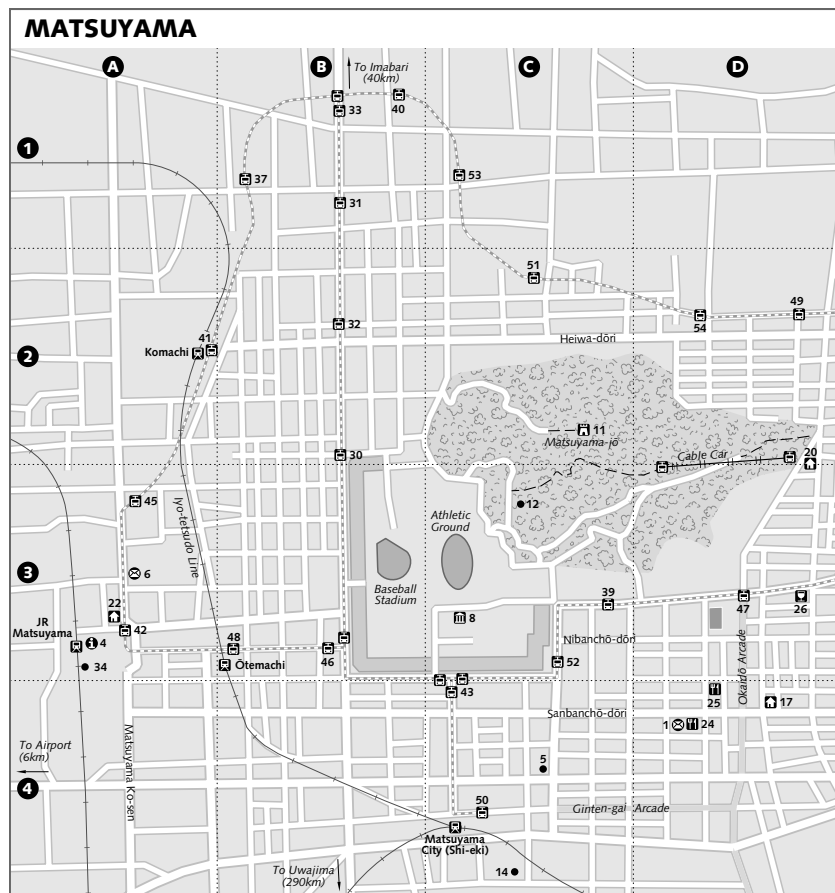 MATSUYAMA
A
B
C
D
To Imabari
(40km)
33
40
1
37
53
31
51
49
54
32
Heiwa-dōri
41
Komachi
2
11
Matsuyama-jō
Cable Car
20
30
45
12
Iyo-tetsudo Line
Athletic
Ground
3
6
Baseball
Stadium
22
39
47
26
JR
Matsuyama
42
8
4
48
46
Nibanchō-dōri
34
Ōtemachi
52
Okaidō Arcade
43
25
17
Sanbanchō-dōri
1
24
To Airport
(6km)
Matsuyama Ko-sen
5
4
50
Ginten-gai Arcade
Matsuyama
City (Shi-eki)
To Uwajima
(290km)
14